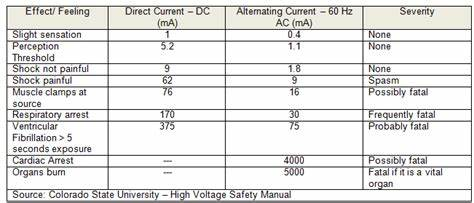 Effect/ Feeling Direct Current – DC (mA) Alternating Current – 60 Hz AC (mA) Severity
Slight sensation 1 0.4 None
Perception Threshold 5.2 1.1 None
Shock not painful 9 1.8 None
Shock painful 62 9 Spasm
Muscle clamps at source 76 16 Possibly fatal
Respiratory arrest 170 30 Frequently fatal
Ventricular Fibrillation > 5 seconds exposure 375 75 Probably fatal
Cardiac Arrest --- 4000 Possibly fatal
Organs burn --- 5000 Fatal if it is a vital organ
Source: Colorado State University – High Voltage Safety Manual